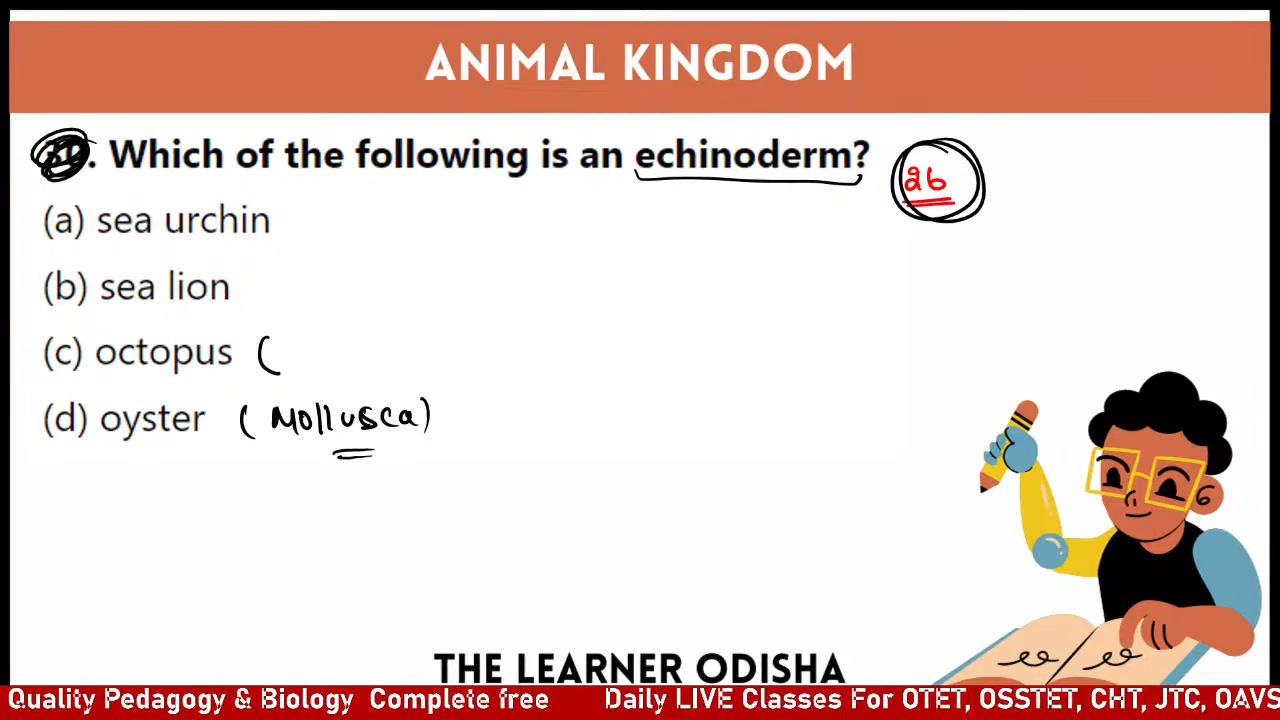 ANIMAL KINGDOM
. Which of the following is an echinoderm?
26
(a) sea urchin
(b) sea lion
(c) octopus (
(d) oyster (Mollusca)
THE LEARNER ODISHA
Quality Pedagogy & Biology Complete free Daily LIVE Classes For OTET, OSSTET, CHT, JTC, OAVS